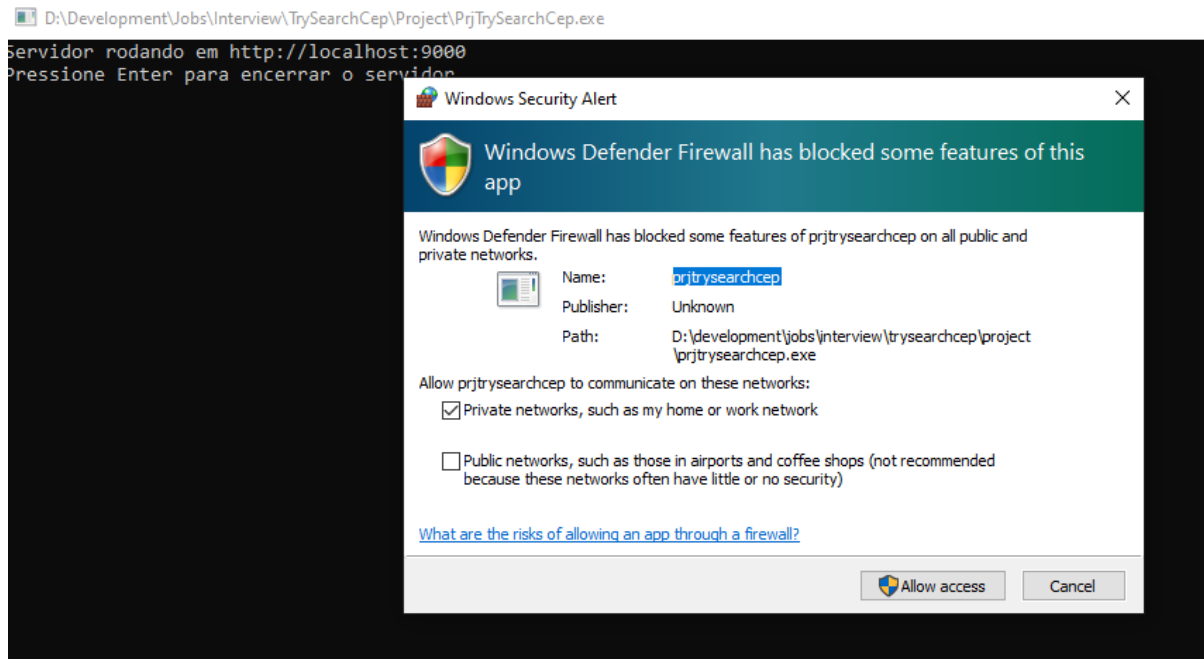 D:\Development\Jobs\Interview\TrySearchCep\Project\PrjTrySearchCep.exe
Servidor rodando em http://localhost:9000
Pressione Enter para encerrar o servidor
Windows Security Alert
Windows Defender Firewall has blocked some features of this
app
Windows Defender Firewall has blocked some features of prjtrysearchcep on all public and
private networks.
Name: prjtrysearchcep
Publisher: Unknown
Path: D:\development\jobs\interview\trysearchcep\project
\prjtrysearchcep.exe
Allow prjtrysearchcep to communicate on these networks:
Private networks, such as my home or work network
Public networks, such as those in airports and coffee shops (not recommended
because these networks often have little or no security)
What are the risks of allowing an app through a firewall?
Allow access Cancel